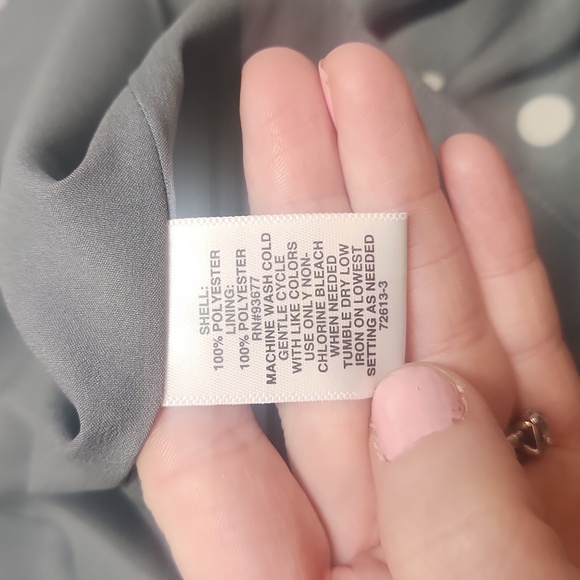 SHELL:
100% POLYESTER
LINING:
100% POLYESTER
RN#93677
MACHINE WASH COLD
GENTLE CYCLE
WITH LIKE COLORS
USE ONLY NON-
CHLORINE BLEACH
WHEN NEEDED
TUMBLE DRY LOW
IRON ON LOWEST
SETTING AS NEEDED
72613-3